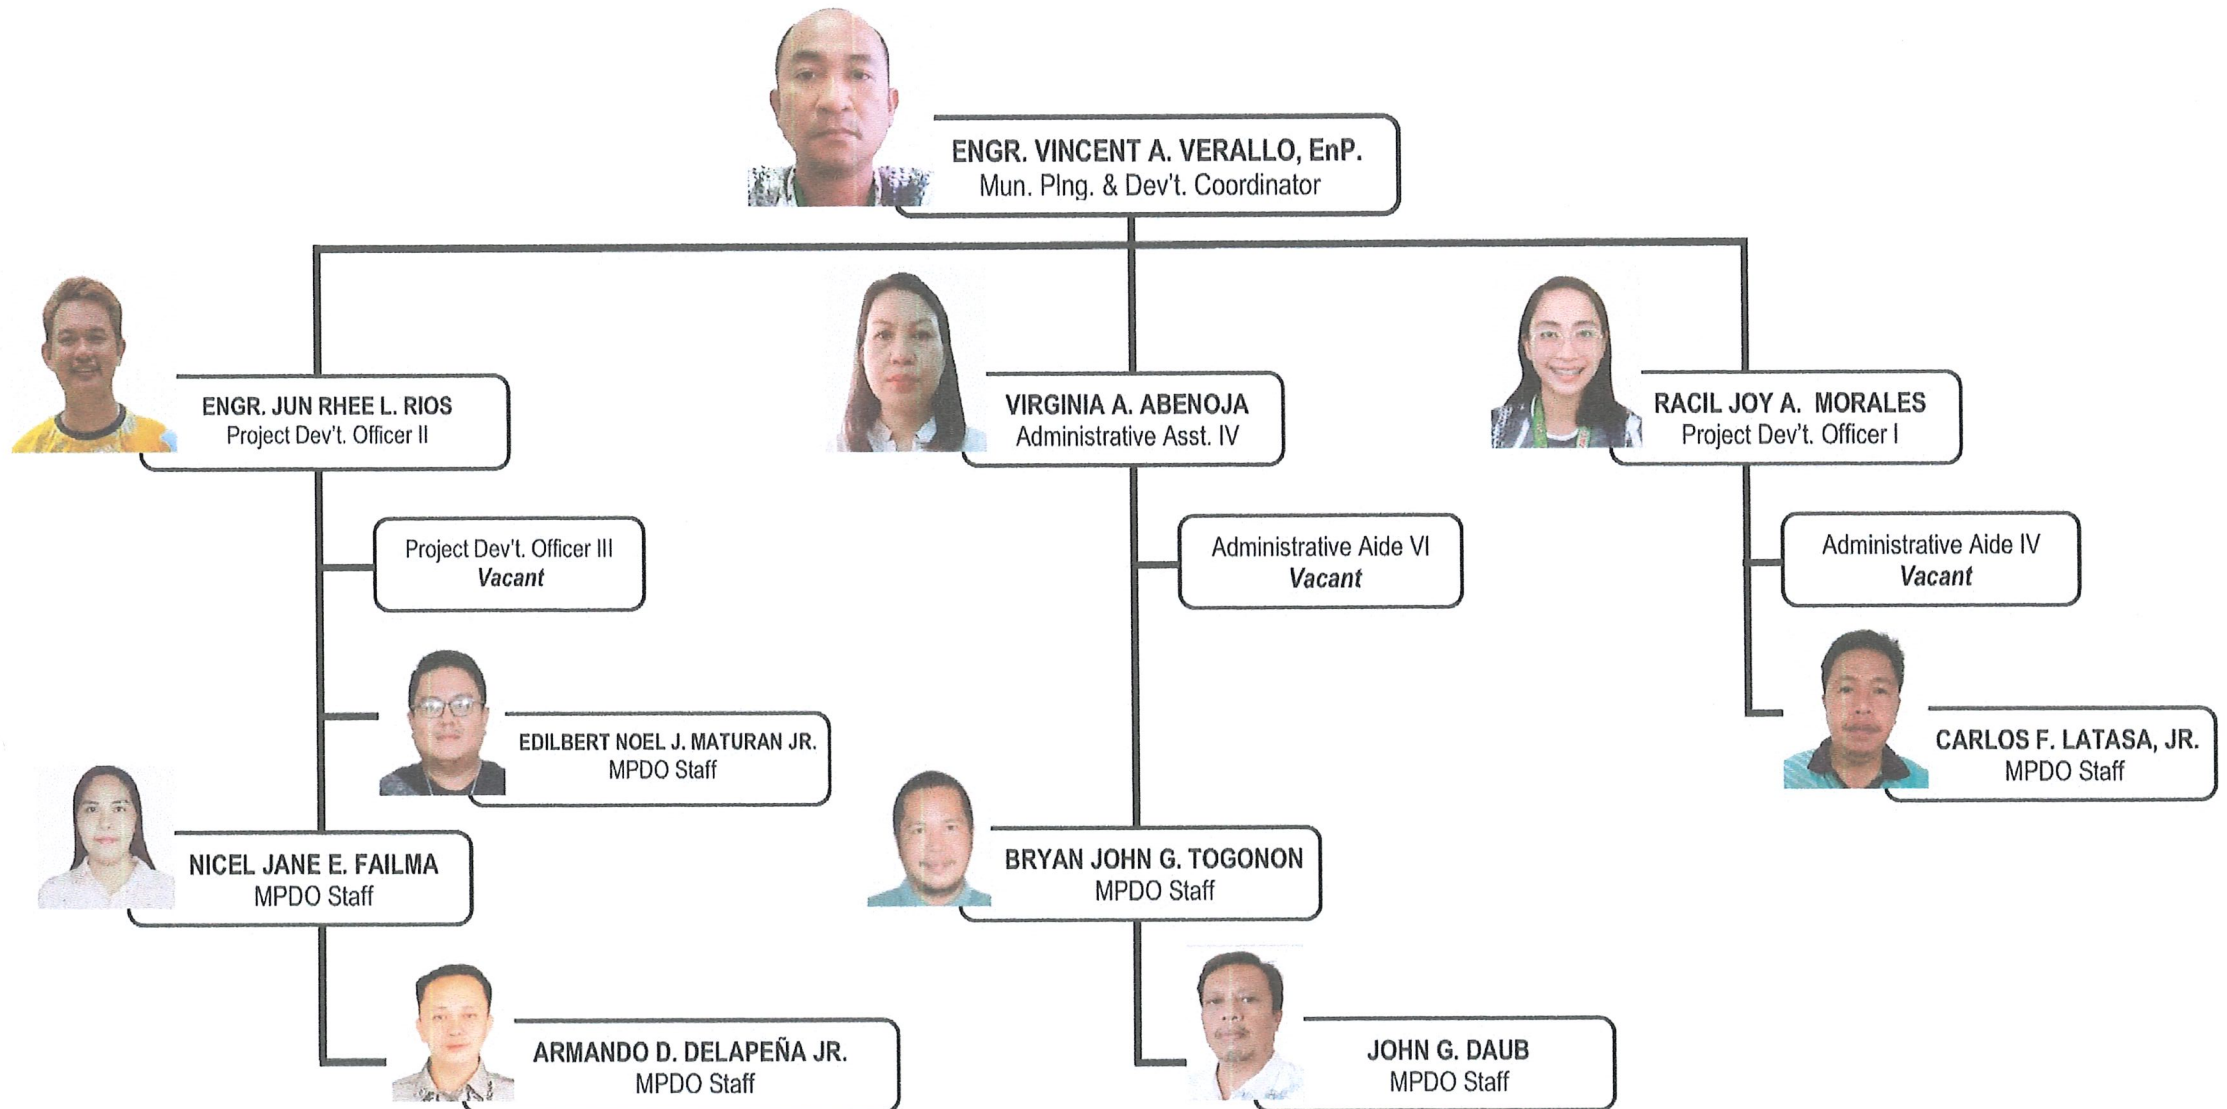 ENGR. VINCENT A. VERALLO, EnP.
Mun. Plng. & Dev't. Coordinator
ENGR. JUN RHEE L. RIOS
Project Dev't. Officer II
VIRGINIA A. ABENOJA
Administrative Asst. IV
RACIL JOY A. MORALES
Project Dev't. Officer I
Project Dev't. Officer III
Vacant
Administrative Aide VI
Vacant
Administrative Aide IV
Vacant
EDILBERT NOEL J. MATURAN JR.
MPDO Staff
CARLOS F. LATASA, JR.
MPDO Staff
NICEL JANE E. FAILMA
MPDO Staff
BRYAN JOHN G. TOGONON
MPDO Staff
ARMANDO D. DELAPEÑA JR.
MPDO Staff
JOHN G. DAUB
MPDO Staff